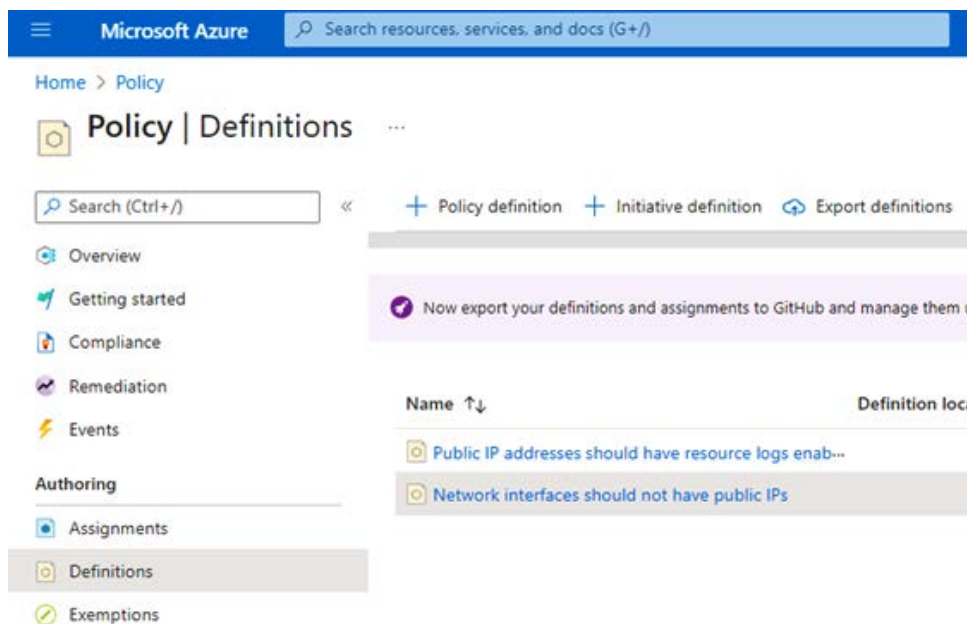 Microsoft Azure
Search resources, services, and docs (G+/)
Home > Policy
Policy | Definitions ...
Search (Ctrl+/)
«
+ Policy definition + Initiative definition Export definitions
Overview
Getting started
Compliance
Remediation
Events
Authoring
Assignments
Definitions
Exemptions
Now export your definitions and assignments to GitHub and manage them
Name ↑↓ Definition loca
Public IP addresses should have resource logs enab...
Network interfaces should not have public IPs